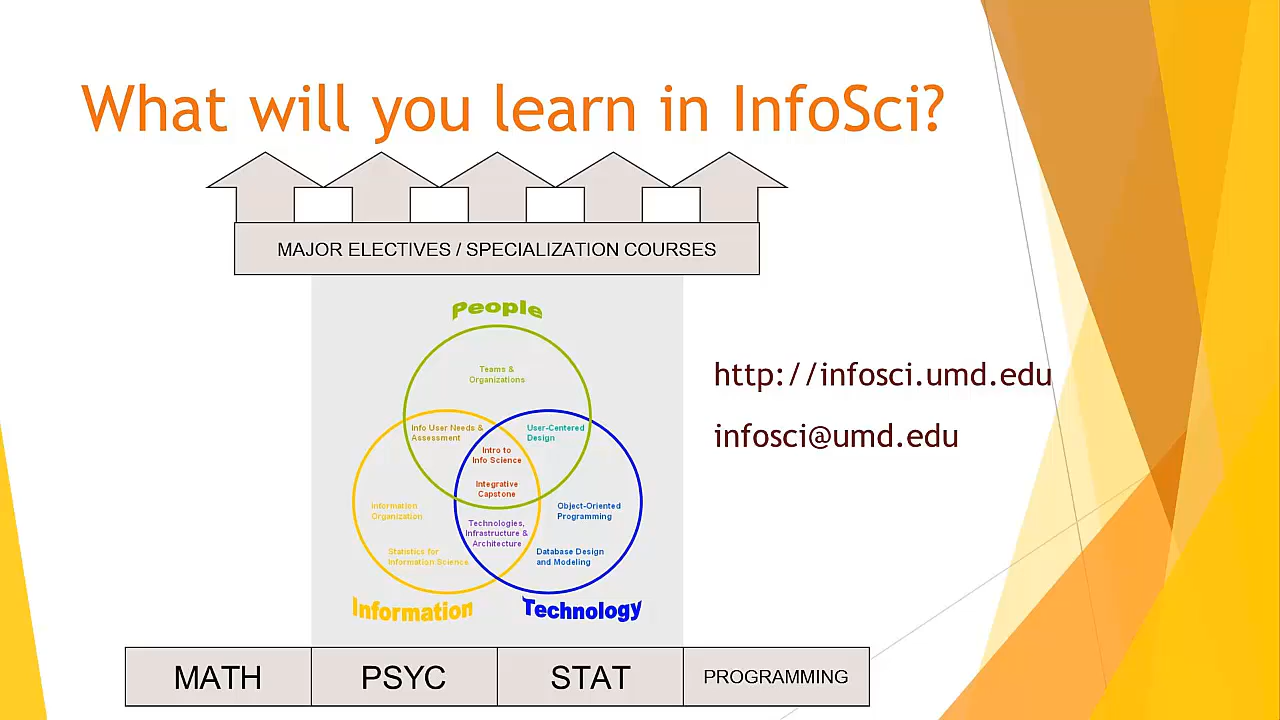 What will you learn in InfoSci?
MAJOR ELECTIVES / SPECIALIZATION COURSES
People
Teams &
Organizations
Info User Needs &
Assessment
User-Centered
Design
Intro to
Info Science
Integrative
Capstone
Information
Organization
Object-Oriented
Programming
Technologies,
Infrastructure &
Architecture
Statistics for
Information Science
Database Design
and Modeling
Information
Technology
http://infosci.umd.edu
infosci@umd.edu
MATH
PSYC
STAT
PROGRAMMING